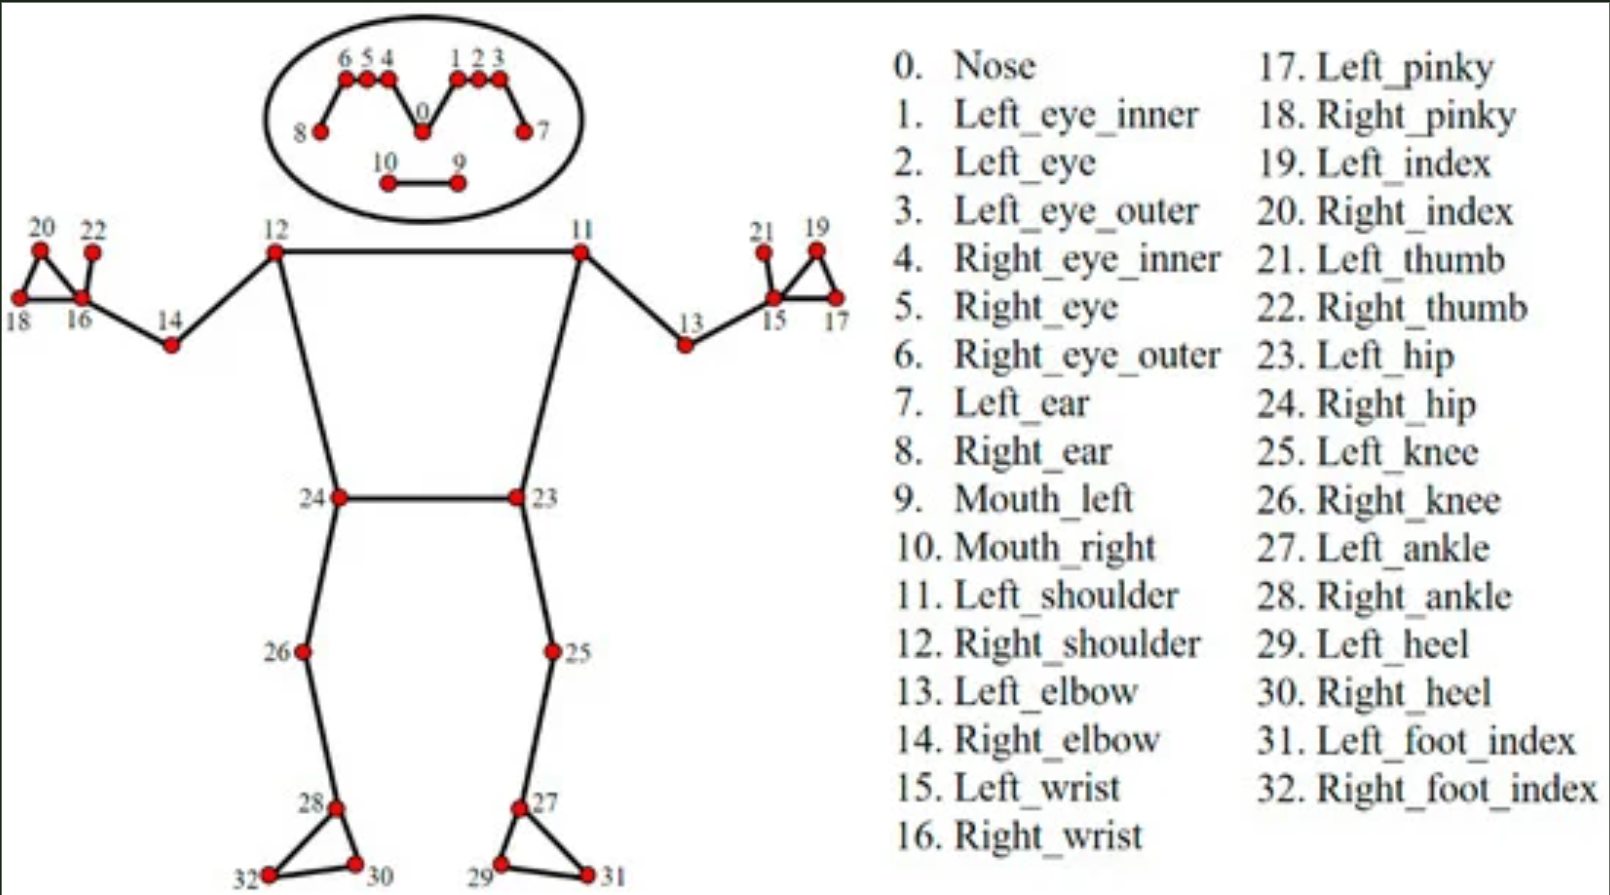 6 5 4 1 2 3
0
8 7
10 9
20 22 12 11 21 19
18 16 14 13 15 17
24 23
26 25
28 27
32 30 29 31
0. Nose
1. Left_eye_inner
2. Left_eye
3. Left_eye_outer
4. Right_eye_inner
5. Right_eye
6. Right_eye_outer
7. Left_ear
8. Right_ear
9. Mouth_left
10. Mouth_right
11. Left_shoulder
12. Right_shoulder
13. Left_elbow
14. Right_elbow
15. Left_wrist
16. Right_wrist
17. Left_pinky
18. Right_pinky
19. Left_index
20. Right_index
21. Left_thumb
22. Right_thumb
23. Left_hip
24. Right_hip
25. Left_knee
26. Right_knee
27. Left_ankle
28. Right_ankle
29. Left_heel
30. Right_heel
31. Left_foot_index
32. Right_foot_index